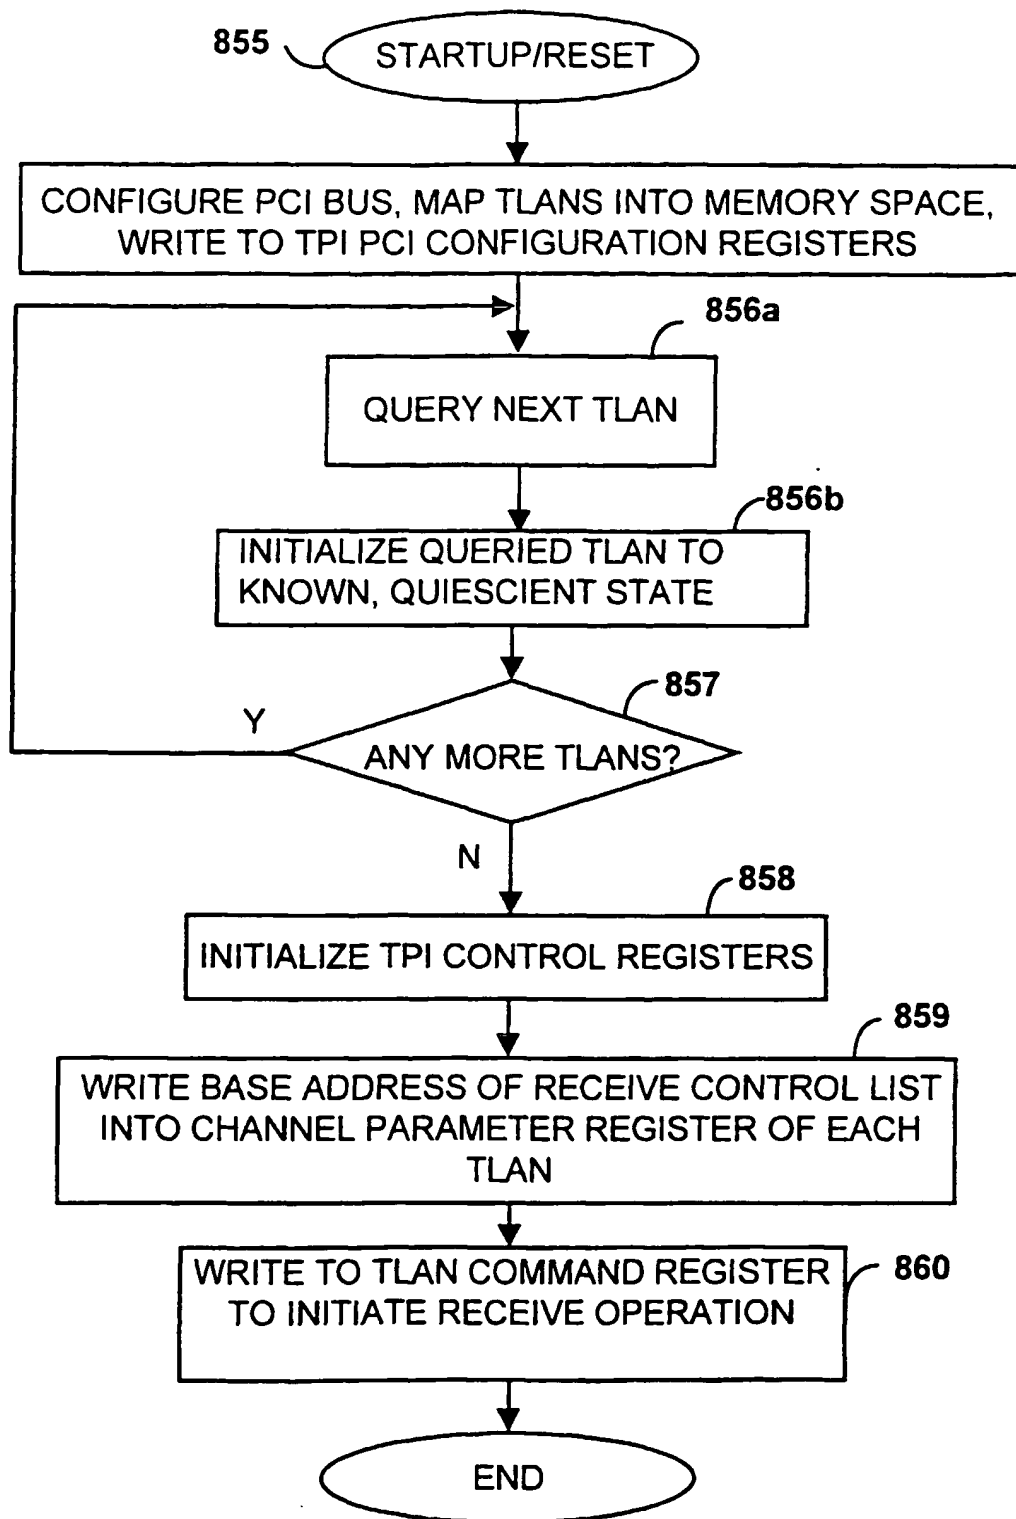 855
STARTUP/RESET
CONFIGURE PCI BUS, MAP TLANS INTO MEMORY SPACE,
WRITE TO TPI PCI CONFIGURATION REGISTERS
856a
QUERY NEXT TLAN
856b
INITIALIZE QUERIED TLAN TO
KNOWN, QUIESCIENT STATE
857
Y
ANY MORE TLANS?
N
858
INITIALIZE TPI CONTROL REGISTERS
859
WRITE BASE ADDRESS OF RECEIVE CONTROL LIST
INTO CHANNEL PARAMETER REGISTER OF EACH
TLAN
WRITE TO TLAN COMMAND REGISTER
TO INITIATE RECEIVE OPERATION
860
END